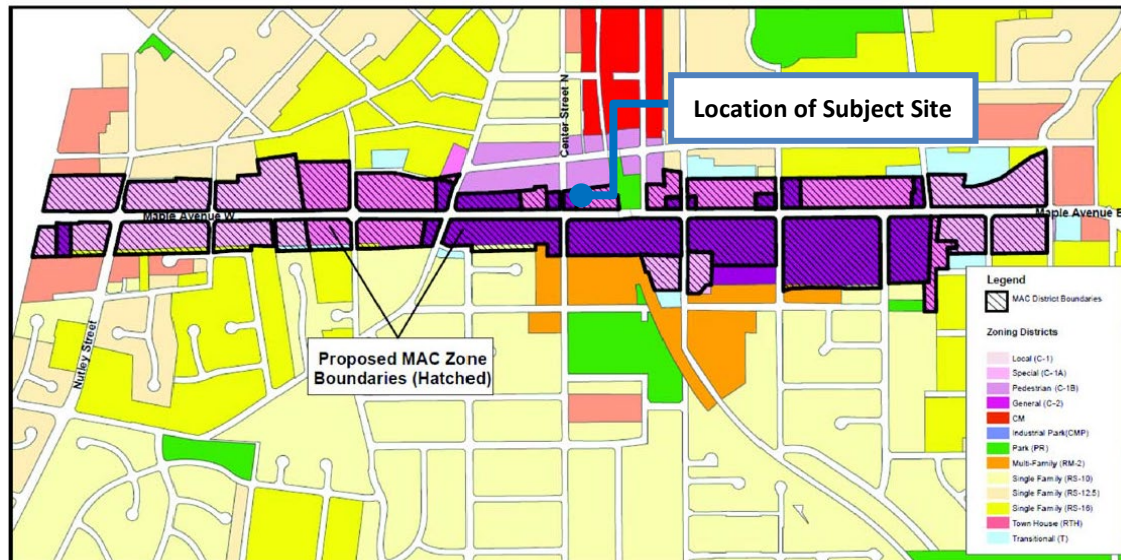 Center Street N
Location of Subject Site
Maple Avenue W
Maple Avenue E
Nutley Street
Proposed MAC Zone
Boundaries (Hatched)
Legend
MAC District Boundaries
Zoning Districts
Local (C-1)
Special (C-1A)
Pedestrian (C-1B)
General (C-2)
CM
Industrial Park(CMP)
Park (PR)
Multi-Family (RM-2)
Single Family (RS-10)
Single Family (RS-12.5)
Single Family (RS-16)
Town House (RTH)
Transitional (T)